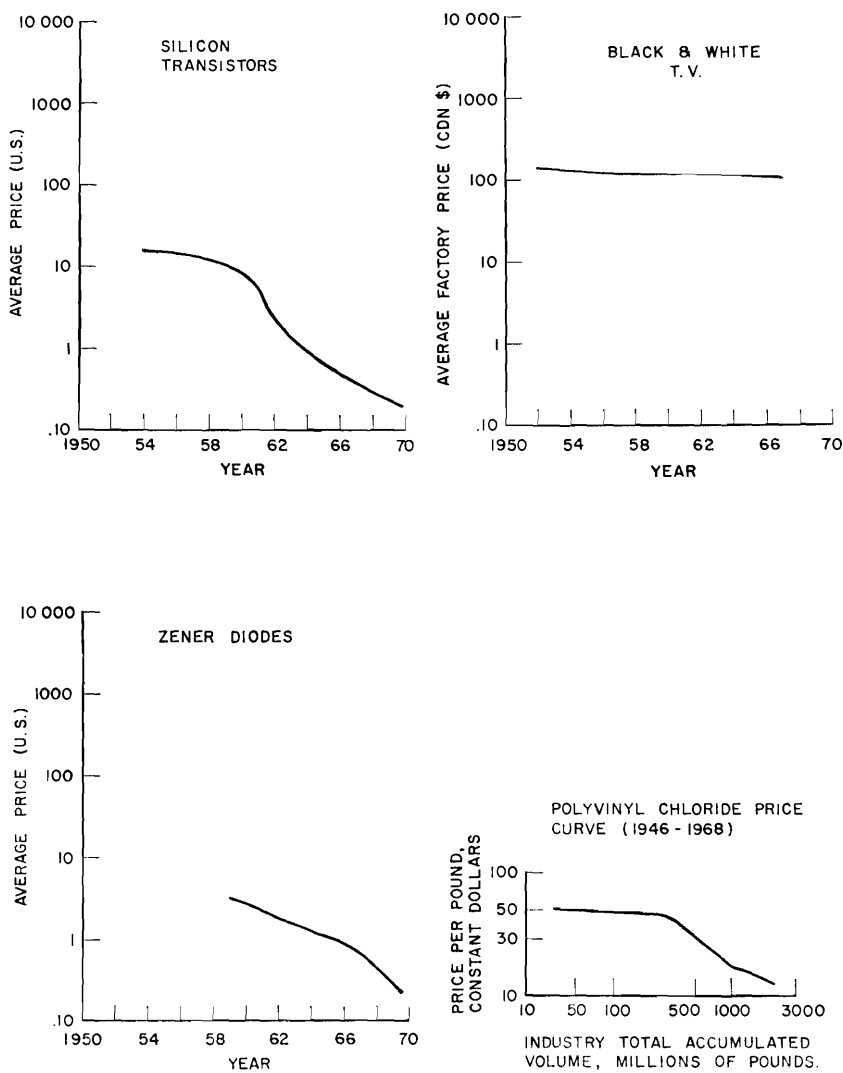 SILICON
TRANSISTORS
AVERAGE PRICE (U.S.)
10 000
1000
100
10
1
.10
1950 54 58 62 66 70
YEAR
BLACK & WHITE
T. V.
AVERAGE FACTORY PRICE (CDN $)
10 000
1000
100
10
1
.10
1950 54 58 62 66 70
YEAR
ZENER DIODES
AVERAGE PRICE (U.S.)
10 000
1000
100
10
1
.10
1950 54 58 62 66 70
YEAR
POLYVINYL CHLORIDE PRICE
CURVE (1946 - 1968)
PRICE PER POUND,
CONSTANT DOLLARS
100
50
30
10
10 50 100 500 1000 3000
INDUSTRY TOTAL ACCUMULATED
VOLUME, MILLIONS OF POUNDS.